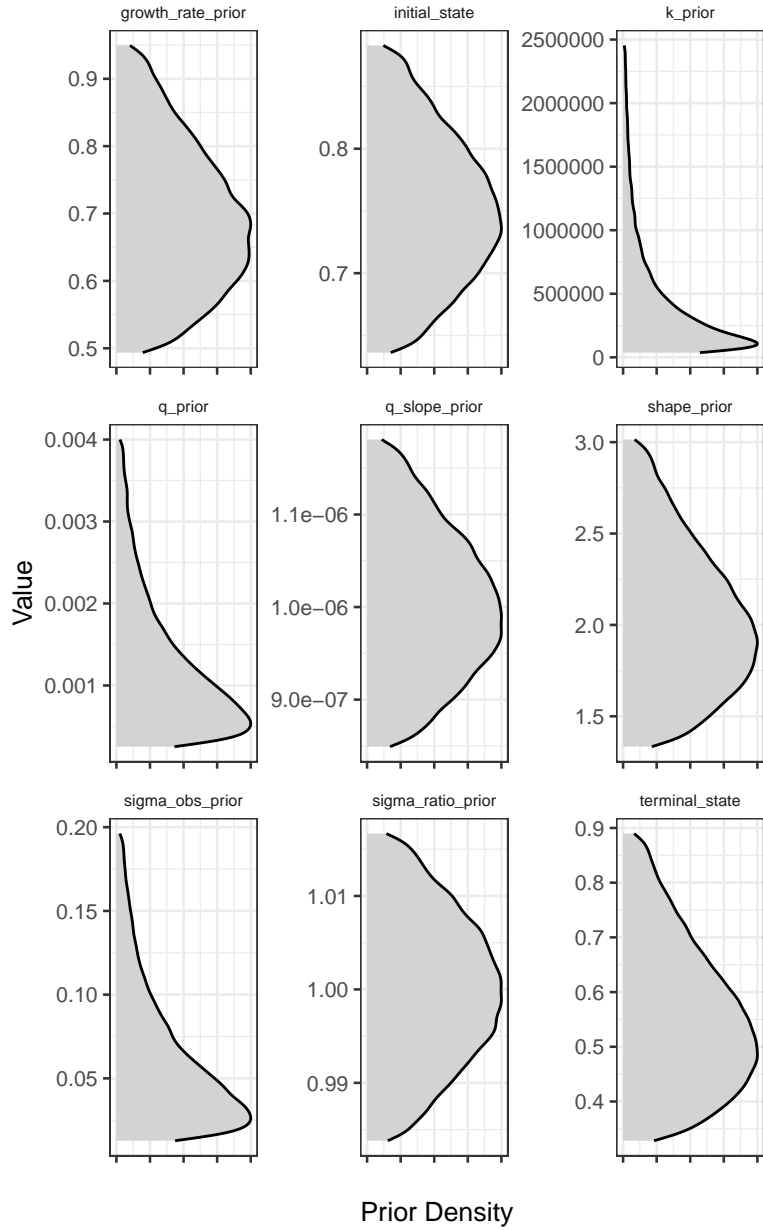 growth_rate_prior
initial_state
k_prior
0.9
0.8
0.7
0.6
0.5
0.8
0.7
2500000
2000000
1500000
1000000
500000
0
q_prior
q_slope_prior
shape_prior
0.004
0.003
0.002
0.001
1.1e−06
1.0e−06
9.0e−07
3.0
2.5
2.0
1.5
Value
sigma_obs_prior
sigma_ratio_prior
terminal_state
0.20
0.15
0.10
0.05
1.01
1.00
0.99
0.9
0.8
0.7
0.6
0.5
0.4
Prior Density